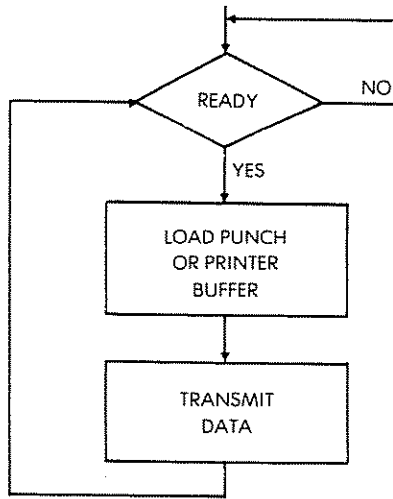 READY
NO
YES
LOAD PUNCH
OR PRINTER
BUFFER
TRANSMIT
DATA